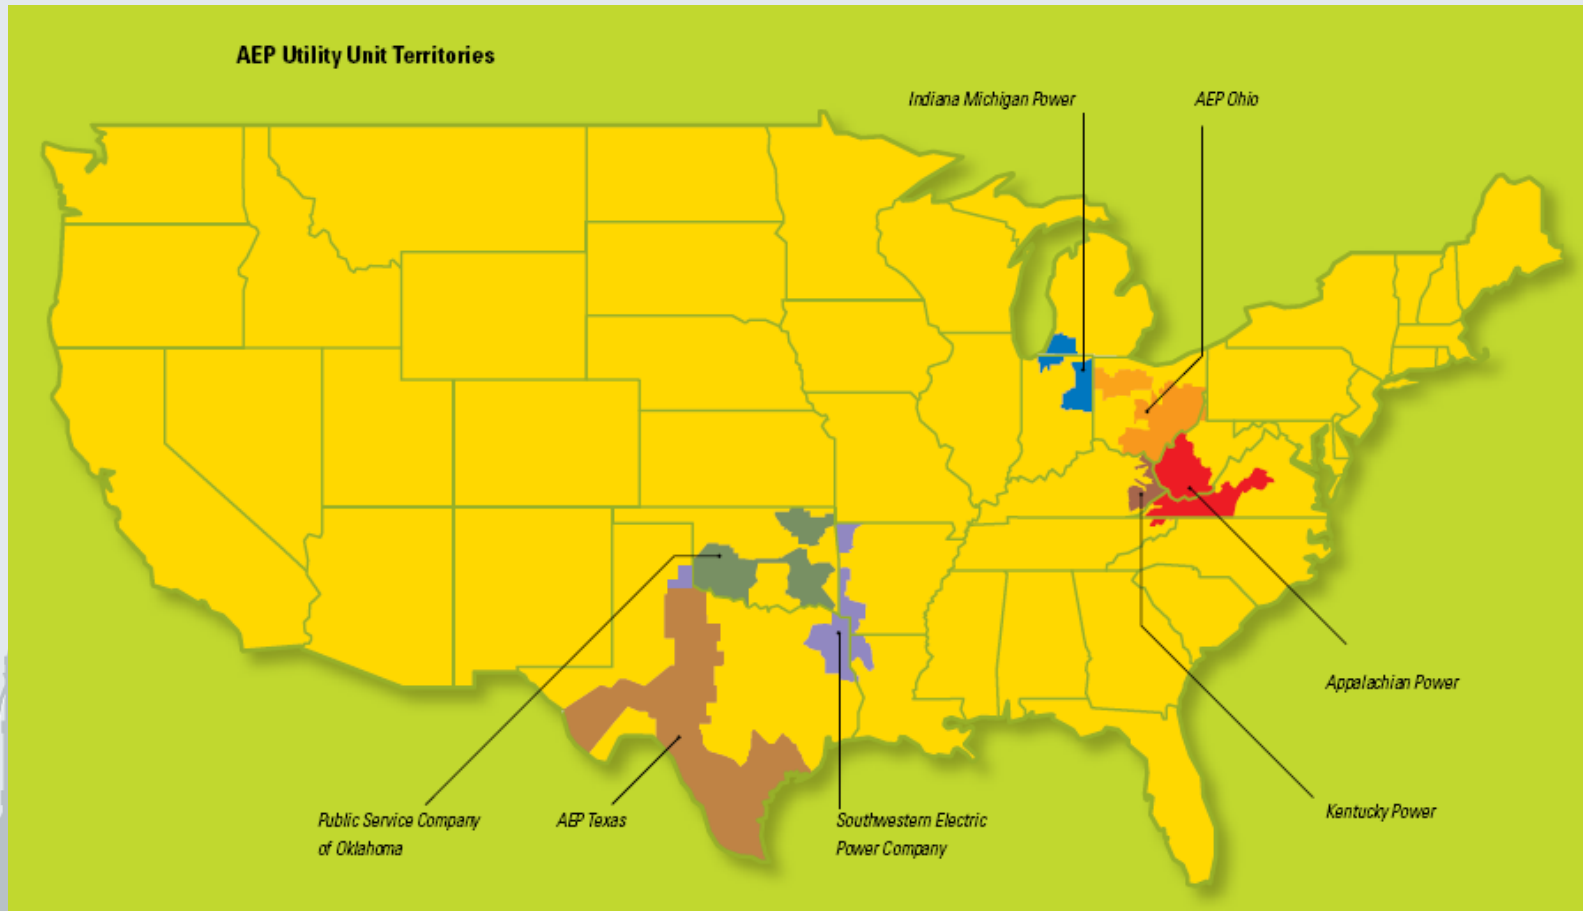 AEP Utility Unit Territories
Indiana Michigan Power
AEP Ohio
Appalachian Power
Kentucky Power
Public Service Company
of Oklahoma
AEP Texas
Southwestern Electric
Power Company